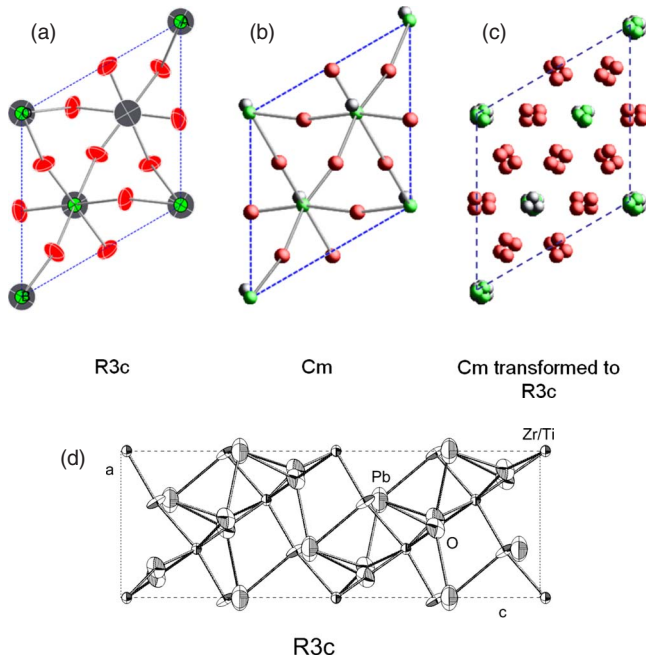 (a)
(b)
(c)
A
B
R3c
Cm
Cm transformed to
R3c
(d)
a
Zr/Ti
Pb
O
c
R3c